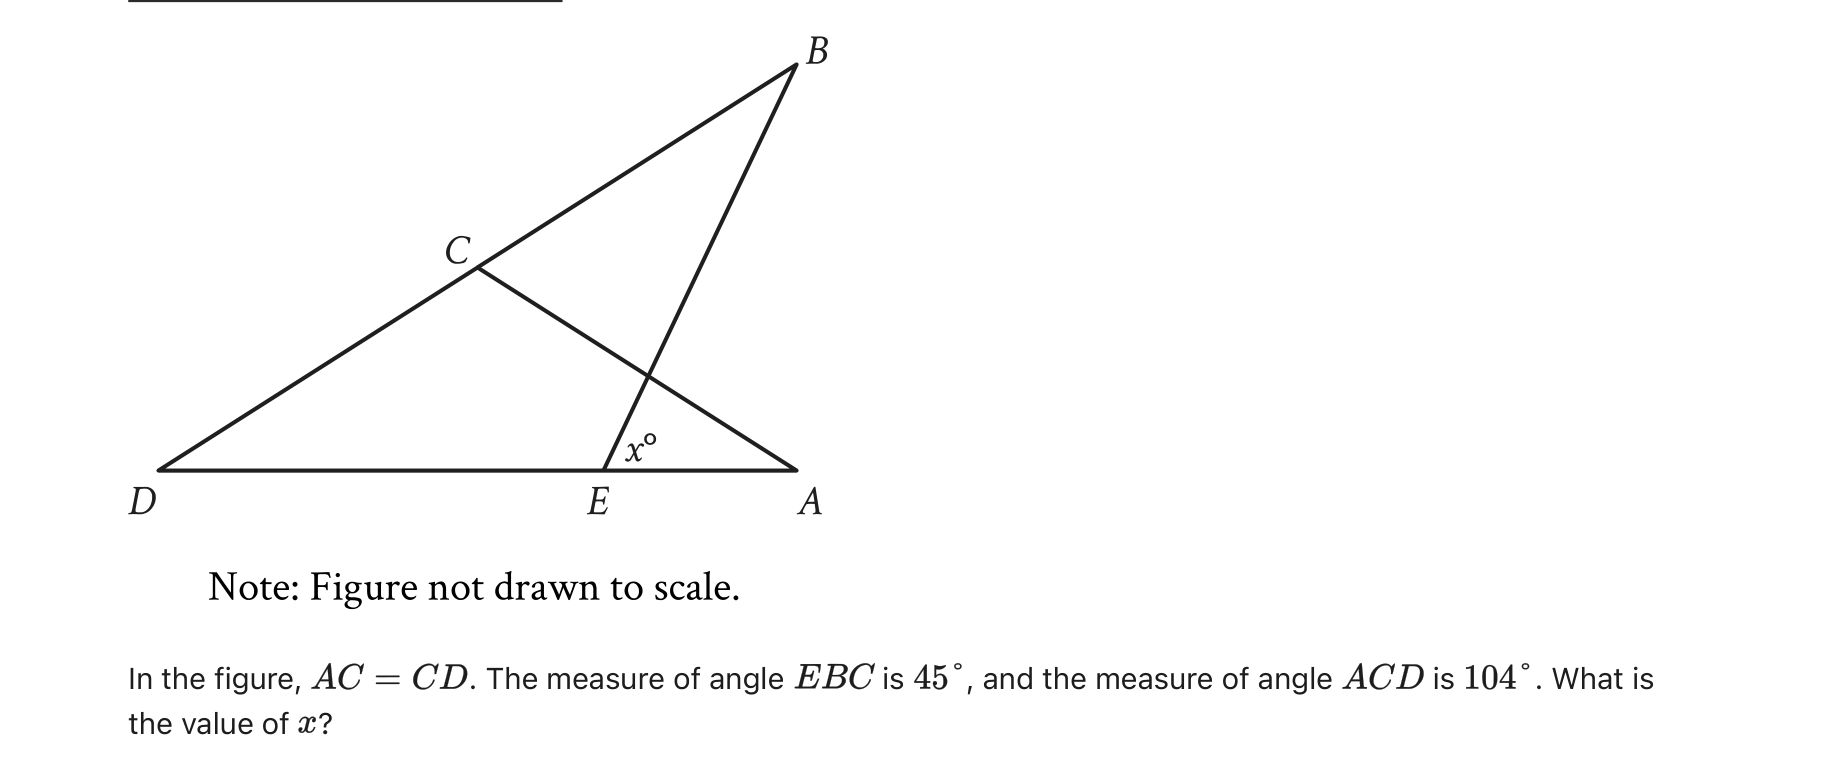 B
C
x°
D E A
Note: Figure not drawn to scale.
In the figure, AC = CD. The measure of angle EBC is 45°, and the measure of angle ACD is 104°. What is
the value of x?